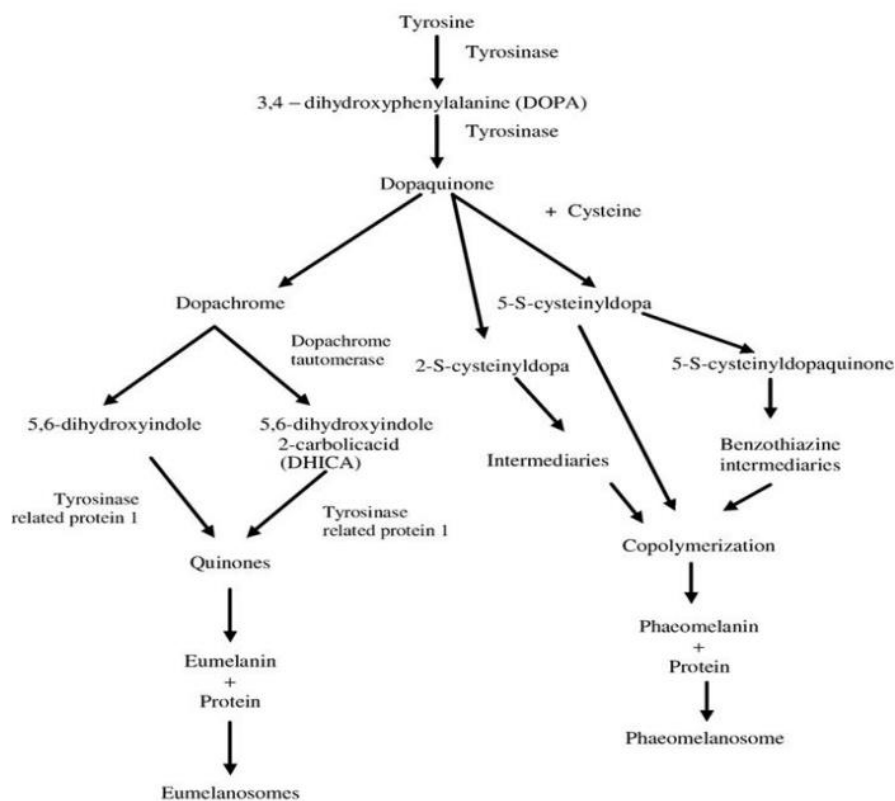 Tyrosine
Tyrosinase
3,4 – dihydroxyphenylalanine (DOPA)
Tyrosinase
Dopaquinone
+ Cysteine
Dopachrome
5-S-cysteinyldopa
Dopachrome
tautomerase
2-S-cysteinyldopa
5-S-cysteinyldopaquinone
5,6-dihydroxyindole
5,6-dihydroxyindole
2-carbolicacid
(DHICA)
Intermediaries
Benzothiazine
intermediaries
Tyrosinase
related protein 1
Tyrosinase
related protein 1
Quinones
Copolymerization
Eumelanin
+
Protein
Phaeomelanin
+
Protein
Phaeomelanosome
Eumelanosomes